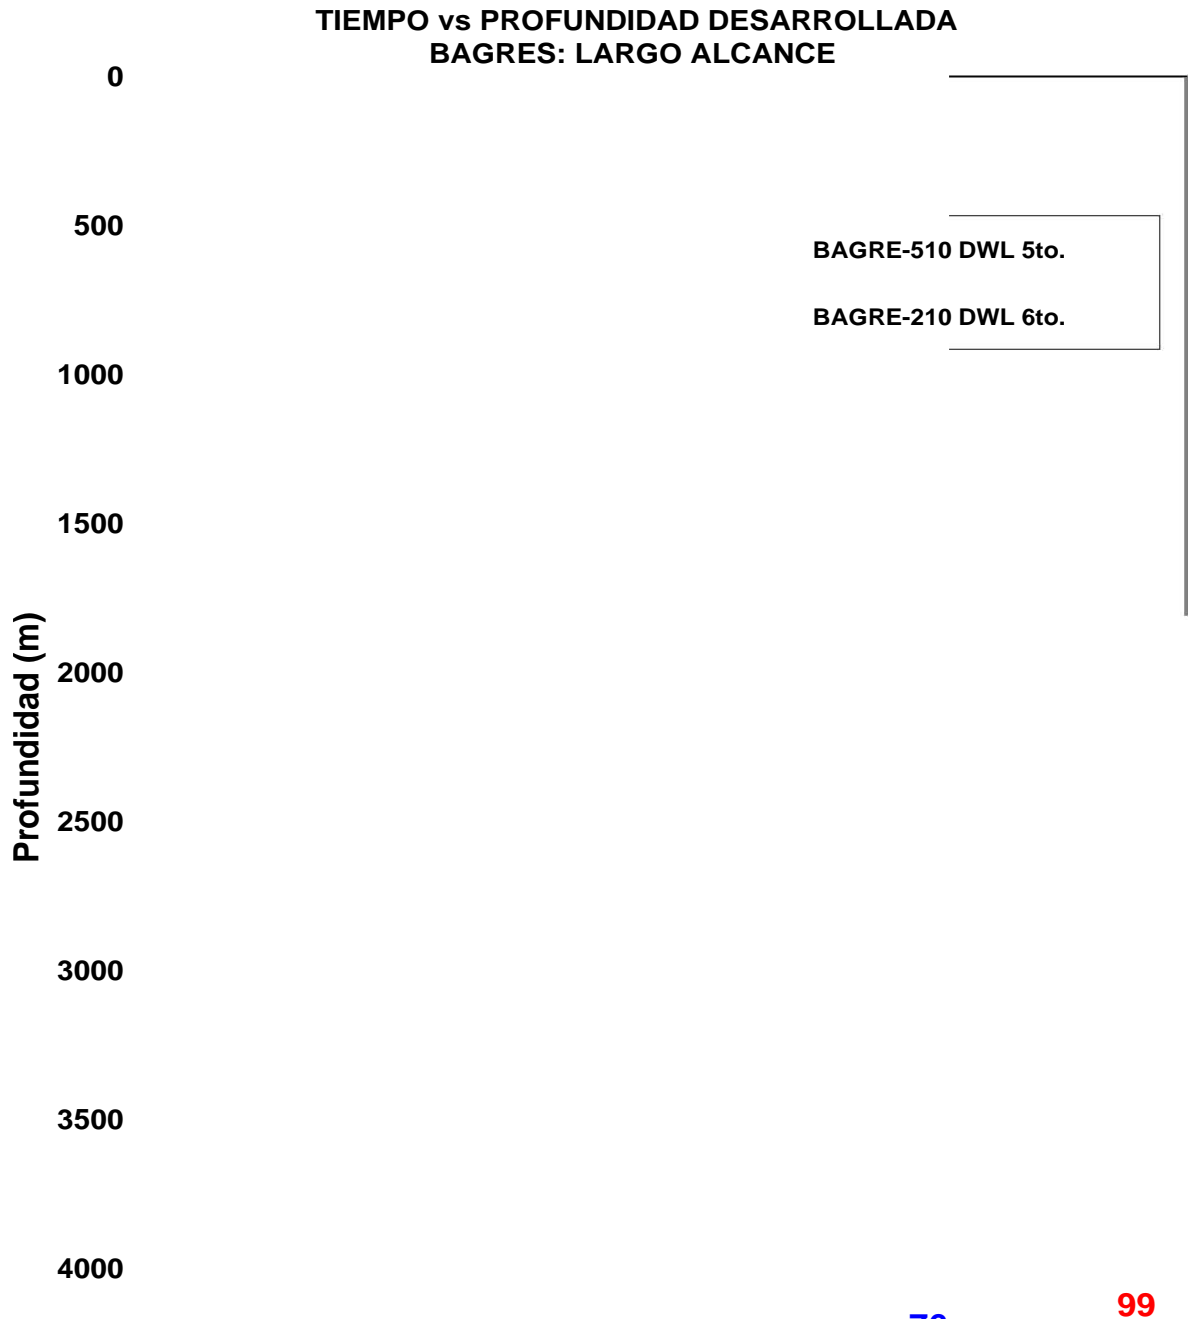 TIEMPO vs PROFUNDIDAD DESARROLLADA
BAGRES: LARGO ALCANCE
0
500
BAGRE-510 DWL 5to.
BAGRE-210 DWL 6to.
1000
1500
Profundidad (m)
2000
2500
3000
3500
4000
99